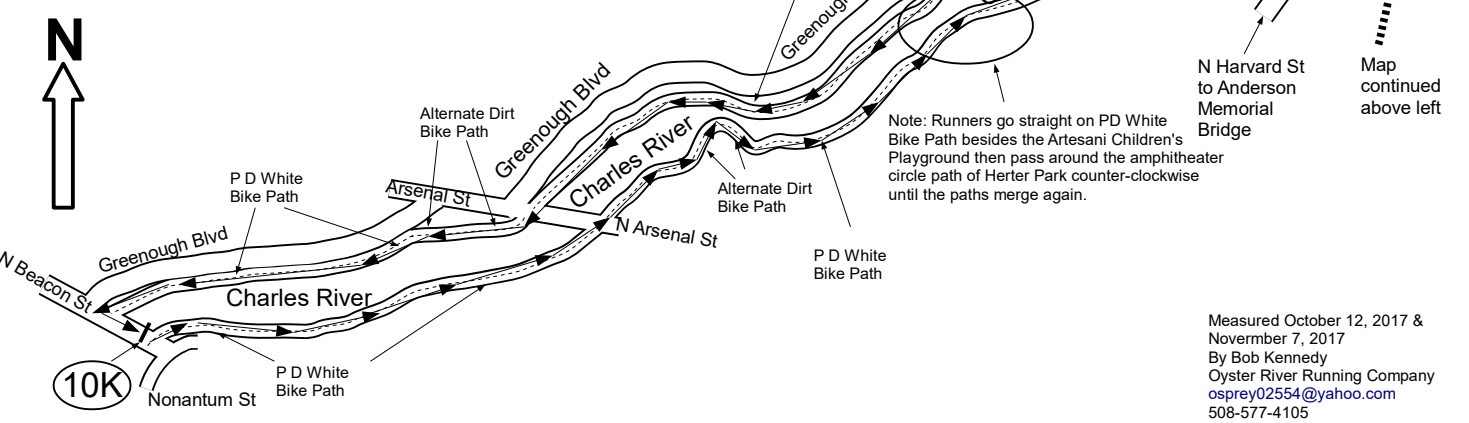 N
Greenough Blvd
Alternate Dirt
Bike Path
Greenough
Arsenal St
Charles River
P D White
Bike Path
Alternate Dirt
Bike Path
N Arsenal St
P D White
Bike Path
Greenough Blvd
N Beacon St
Charles River
10K
Nonantum St
P D White
Bike Path
N Harvard St
to Anderson
Memorial
Bridge
Map
continued
above left
Note: Runners go straight on PD White
Bike Path besides the Artesani Children's
Playground then pass around the amphitheater
circle path of Herter Park counter-clockwise
until the paths merge again.
Measured October 12, 2017 &
Novermber 7, 2017
By Bob Kennedy
Oyster River Running Company
osprey02554@yahoo.com
508-577-4105